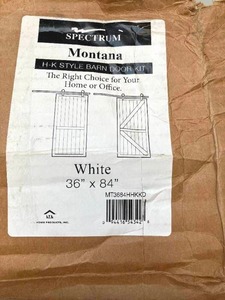 SPECTRUM
Montana
H-K STYLE BARN DOOR KIT
The Right Choice for Your
Home or Office.
White
36" x 84"
MT3684HHKKD